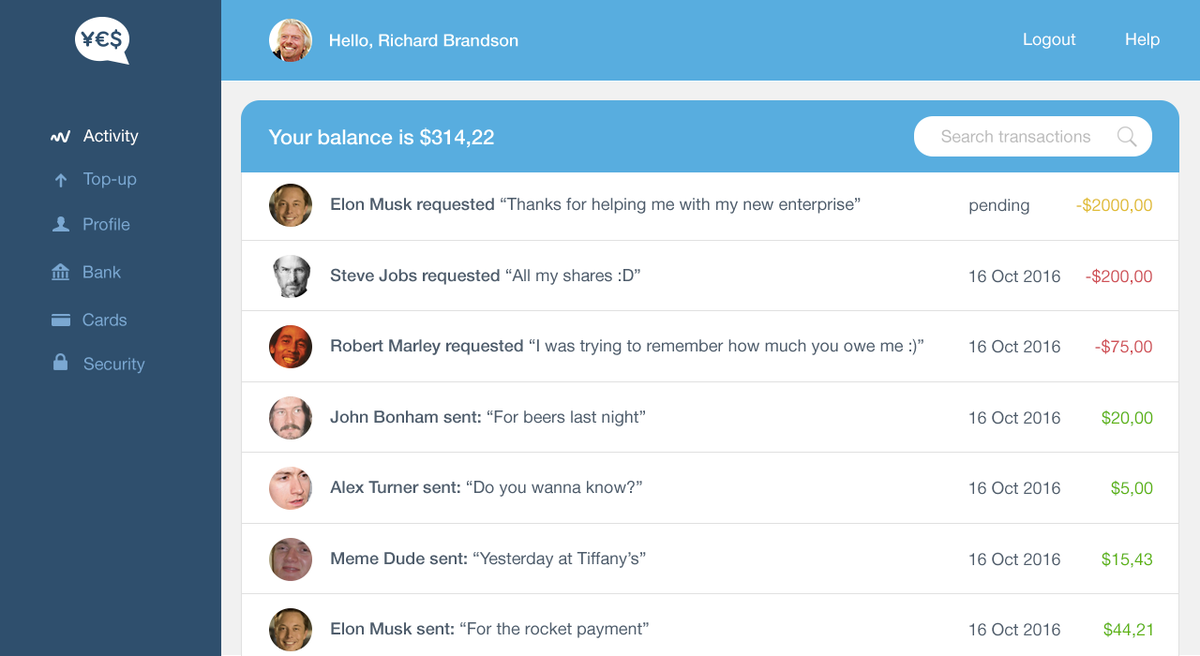 ¥€$
Hello, Richard Brandson
Logout
Help
Activity
Top-up
Profile
Bank
Cards
Security
Your balance is $314,22
Search transactions
Elon Musk requested “Thanks for helping me with my new enterprise” pending -$2000,00
Steve Jobs requested “All my shares :D” 16 Oct 2016 -$200,00
Robert Marley requested “I was trying to remember how much you owe me :)” 16 Oct 2016 -$75,00
John Bonham sent: “For beers last night” 16 Oct 2016 $20,00
Alex Turner sent: “Do you wanna know?” 16 Oct 2016 $5,00
Meme Dude sent: “Yesterday at Tiffany’s” 16 Oct 2016 $15,43
Elon Musk sent: “For the rocket payment” 16 Oct 2016 $44,21